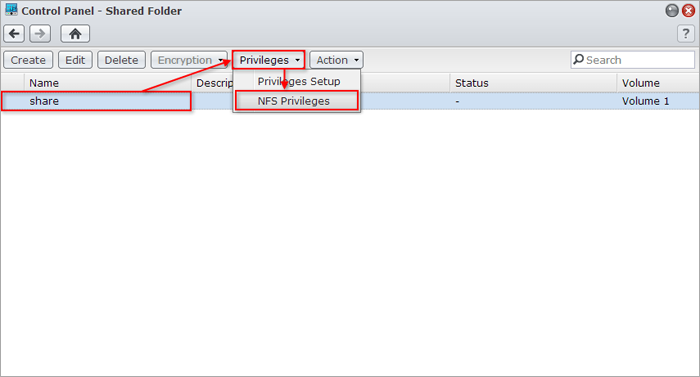 Control Panel - Shared Folder
?
Create Edit Delete Encryption Privileges Action Search
Name Descrip Status Volume
Privileges Setup
share - Volume 1
NFS Privileges